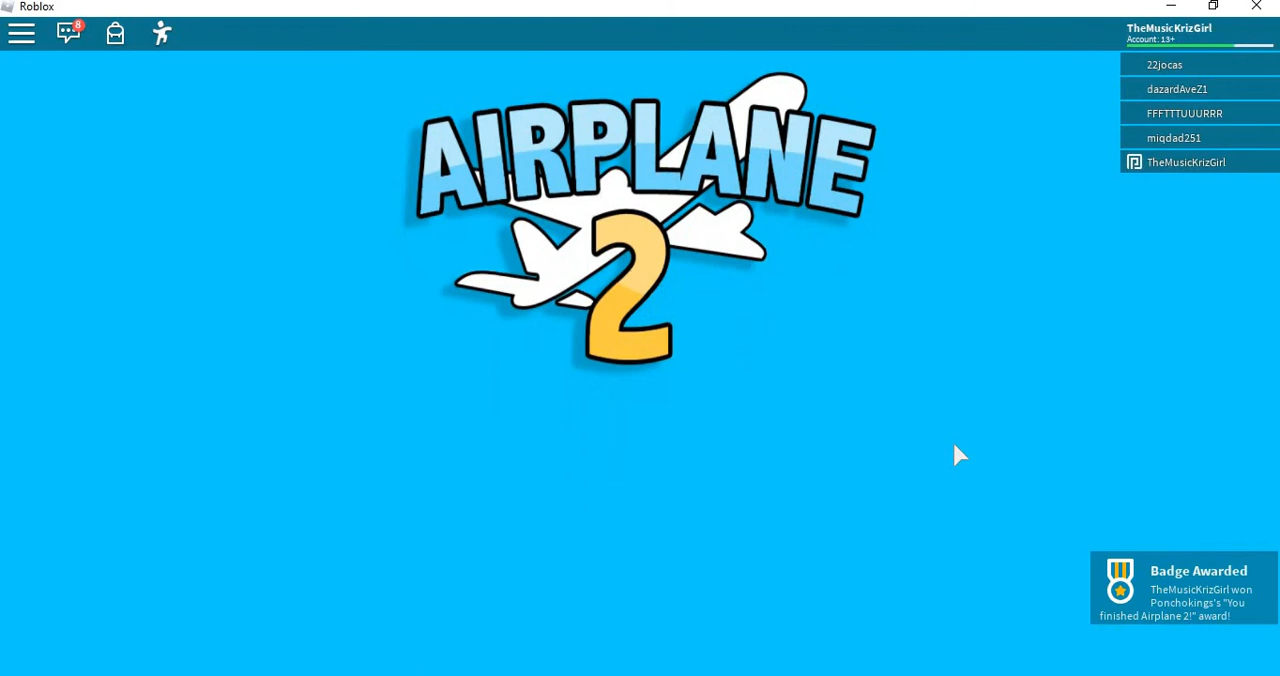 Roblox
8
TheMusicKrizGirl
Account: 13+
22jocas
dazardAveZ1
FFFTTTUUURRR
miqdad251
TheMusicKrizGirl
AIRPLANE
2
Badge Awarded
TheMusicKrizGirl won
Ponchokings's "You
finished Airplane 2!" award!